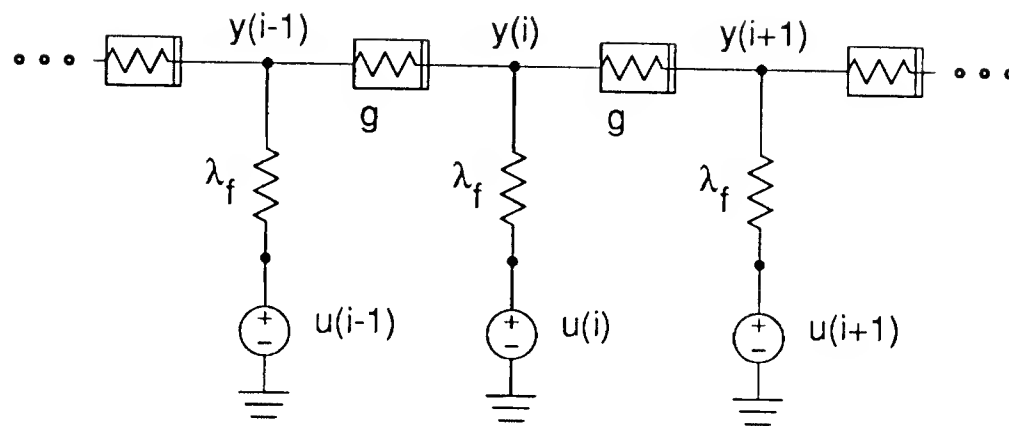 y(i-1) y(i) y(i+1)
g g
λf λf λf
u(i-1) u(i) u(i+1)